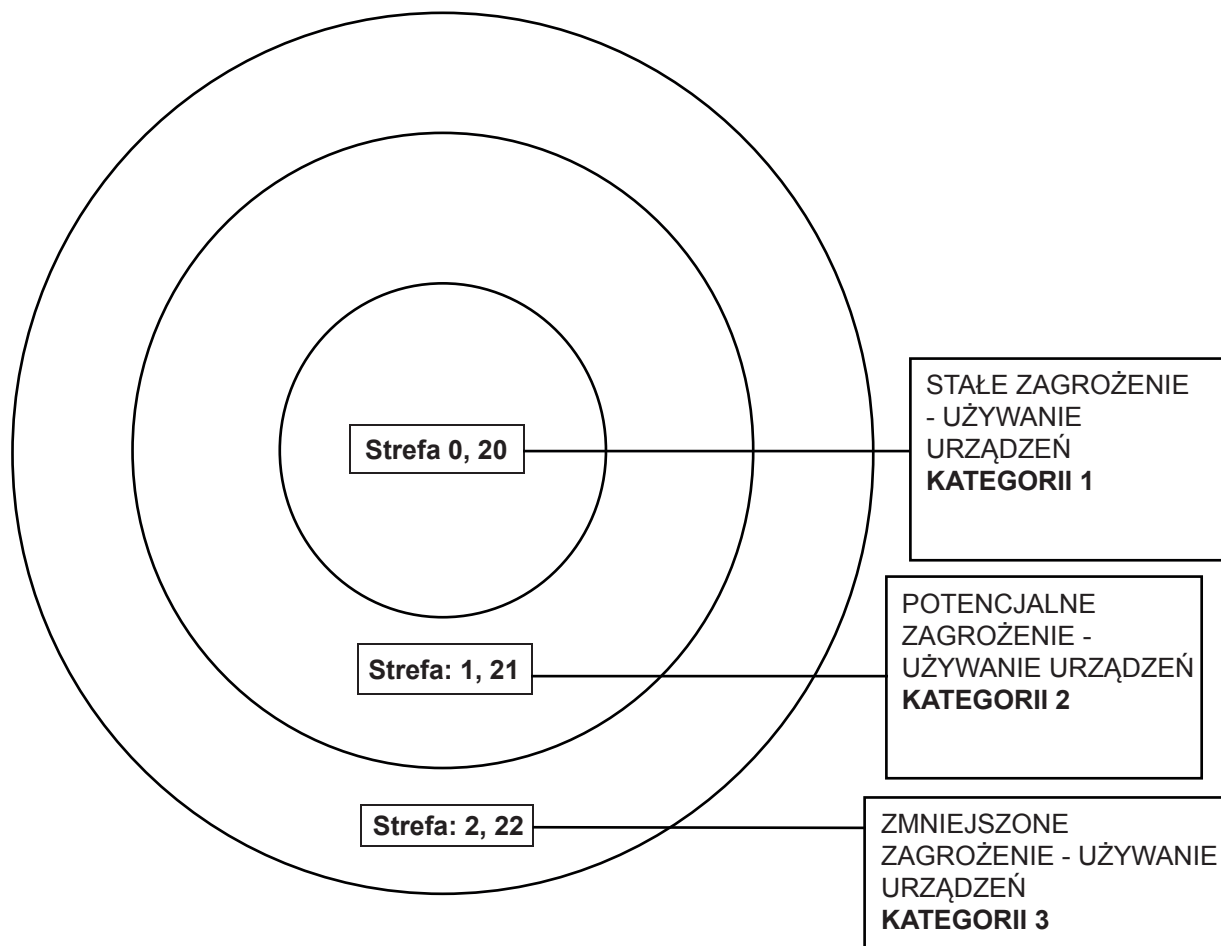 Strefa 0, 20
STAŁE ZAGROŻENIE
- UŻYWANIE
URZĄDZEŃ
KATEGORII 1
Strefa: 1, 21
POTENCJALNE
ZAGROŻENIE -
UŻYWANIE URZĄDZEŃ
KATEGORII 2
Strefa: 2, 22
ZMNIEJSZONE
ZAGROŻENIE - UŻYWANIE
URZĄDZEŃ
KATEGORII 3